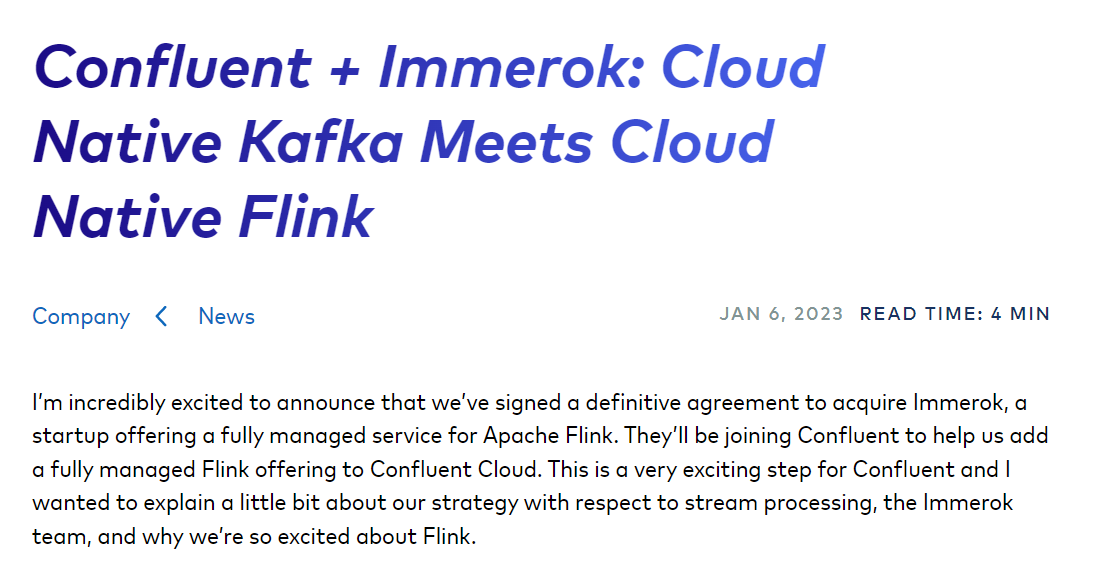 Confluent + Immerok: Cloud
Native Kafka Meets Cloud
Native Flink
Company < News
JAN 6, 2023 READ TIME: 4 MIN
I’m incredibly excited to announce that we’ve signed a definitive agreement to acquire Immerok, a
startup offering a fully managed service for Apache Flink. They’ll be joining Confluent to help us add
a fully managed Flink offering to Confluent Cloud. This is a very exciting step for Confluent and I
wanted to explain a little bit about our strategy with respect to stream processing, the Immerok
team, and why we’re so excited about Flink.